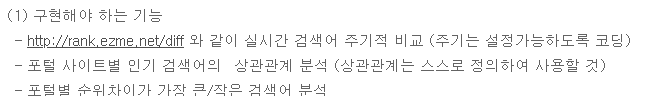 (1) 구현해야 하는 기능
- http://rank.ezme.net/diff 와 같이 실시간 검색어 주기적 비교 (주기는 설정가능하도록 코딩)
- 포털 사이트별 인기 검색어의 상관관계 분석 (상관관계는 스스로 정의하여 사용할 것)
- 포털별 순위차이가 가장 큰/작은 검색어 분석